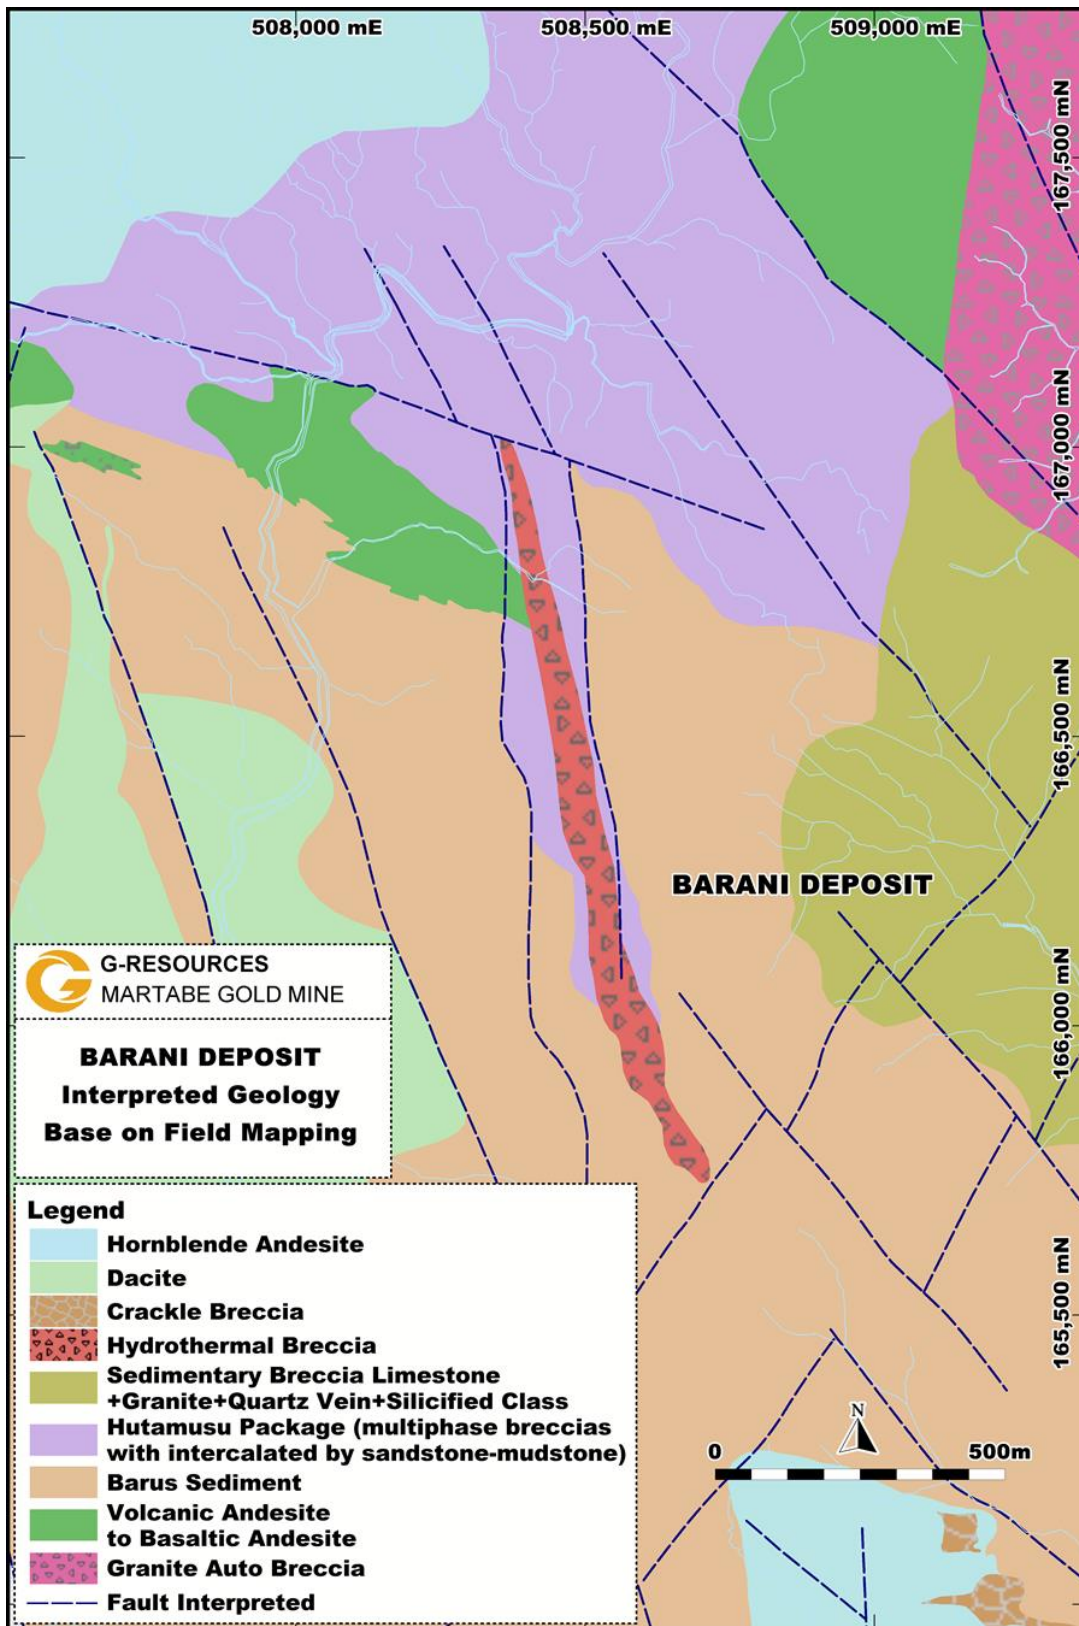 508,000 mE
508,500 mE
509,000 mE
167,500 mN
167,000 mN
166,500 mN
BARANI DEPOSIT
166,000 mN
165,500 mN
G-RESOURCES
MARTABE GOLD MINE
BARANI DEPOSIT
Interpreted Geology
Base on Field Mapping
Legend
Hornblende Andesite
Dacite
Crackle Breccia
Hydrothermal Breccia
Sedimentary Breccia Limestone
+Granite+Quartz Vein+Silicified Class
Hutamusu Package (multiphase breccias
with intercalated by sandstone-mudstone)
Barus Sediment
Volcanic Andesite
to Basaltic Andesite
Granite Auto Breccia
Fault Interpreted
N
0 500m